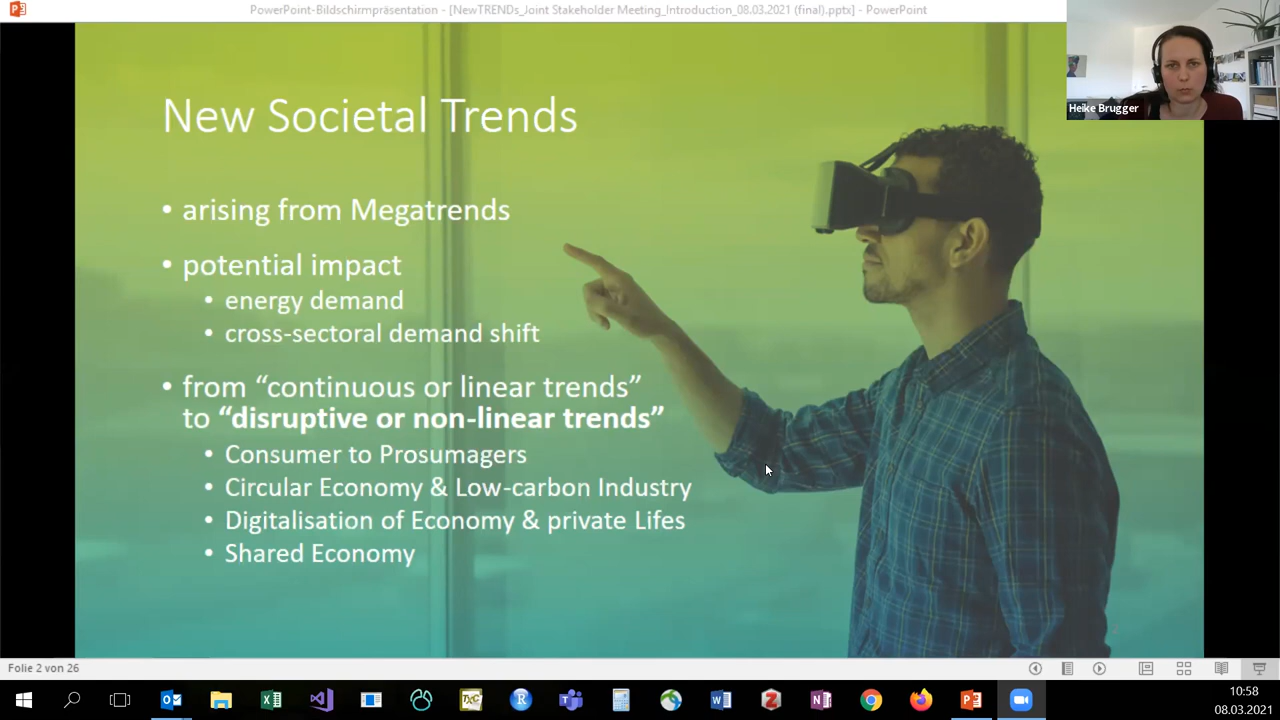 PowerPoint-Bildschirmpräsentation - [NewTRENDs_Joint Stakeholder Meeting_Introduction_08.03.2021 (final).pptx] - PowerPoint
Heike Brugger
New Societal Trends
• arising from Megatrends
• potential impact
• energy demand
• cross-sectoral demand shift
• from “continuous or linear trends”
to “disruptive or non-linear trends”
• Consumer to Prosumagers
• Circular Economy & Low-carbon Industry
• Digitalisation of Economy & private Lifes
• Shared Economy
Folie 2 von 26
10:58
08.03.2021